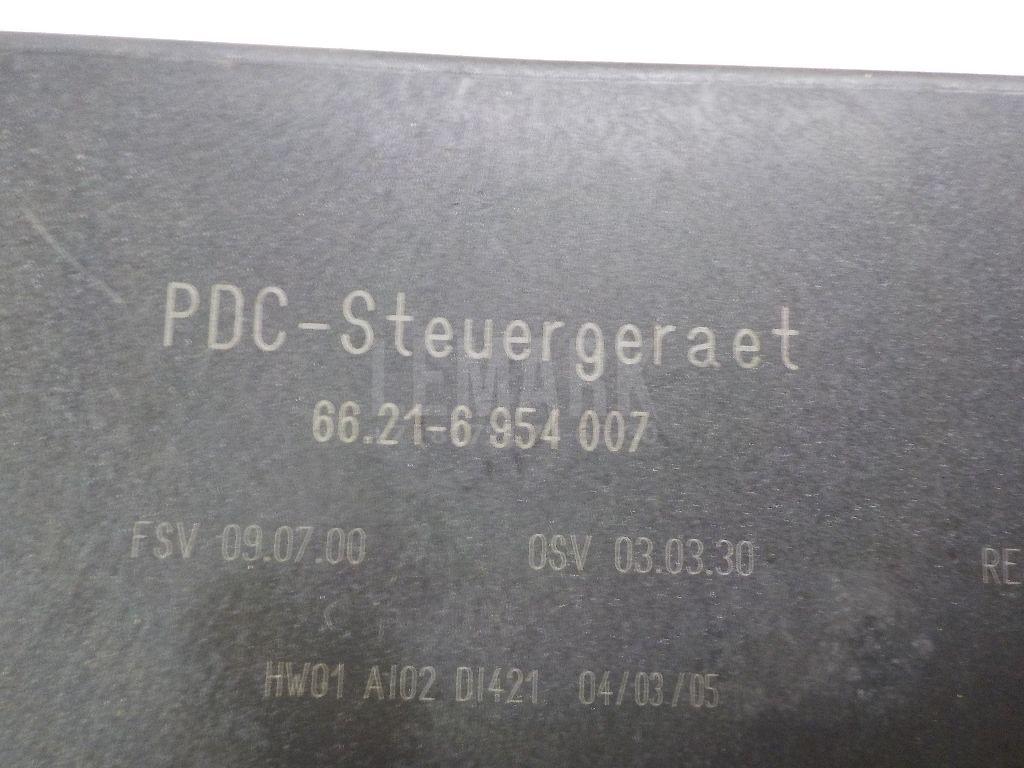 PDC-Steuergeraet
LEMARK
66.21-6 954 007
FSV 09.07.00 OSV 03.03.30 RE
HW01 AI02 DI421 04/03/05